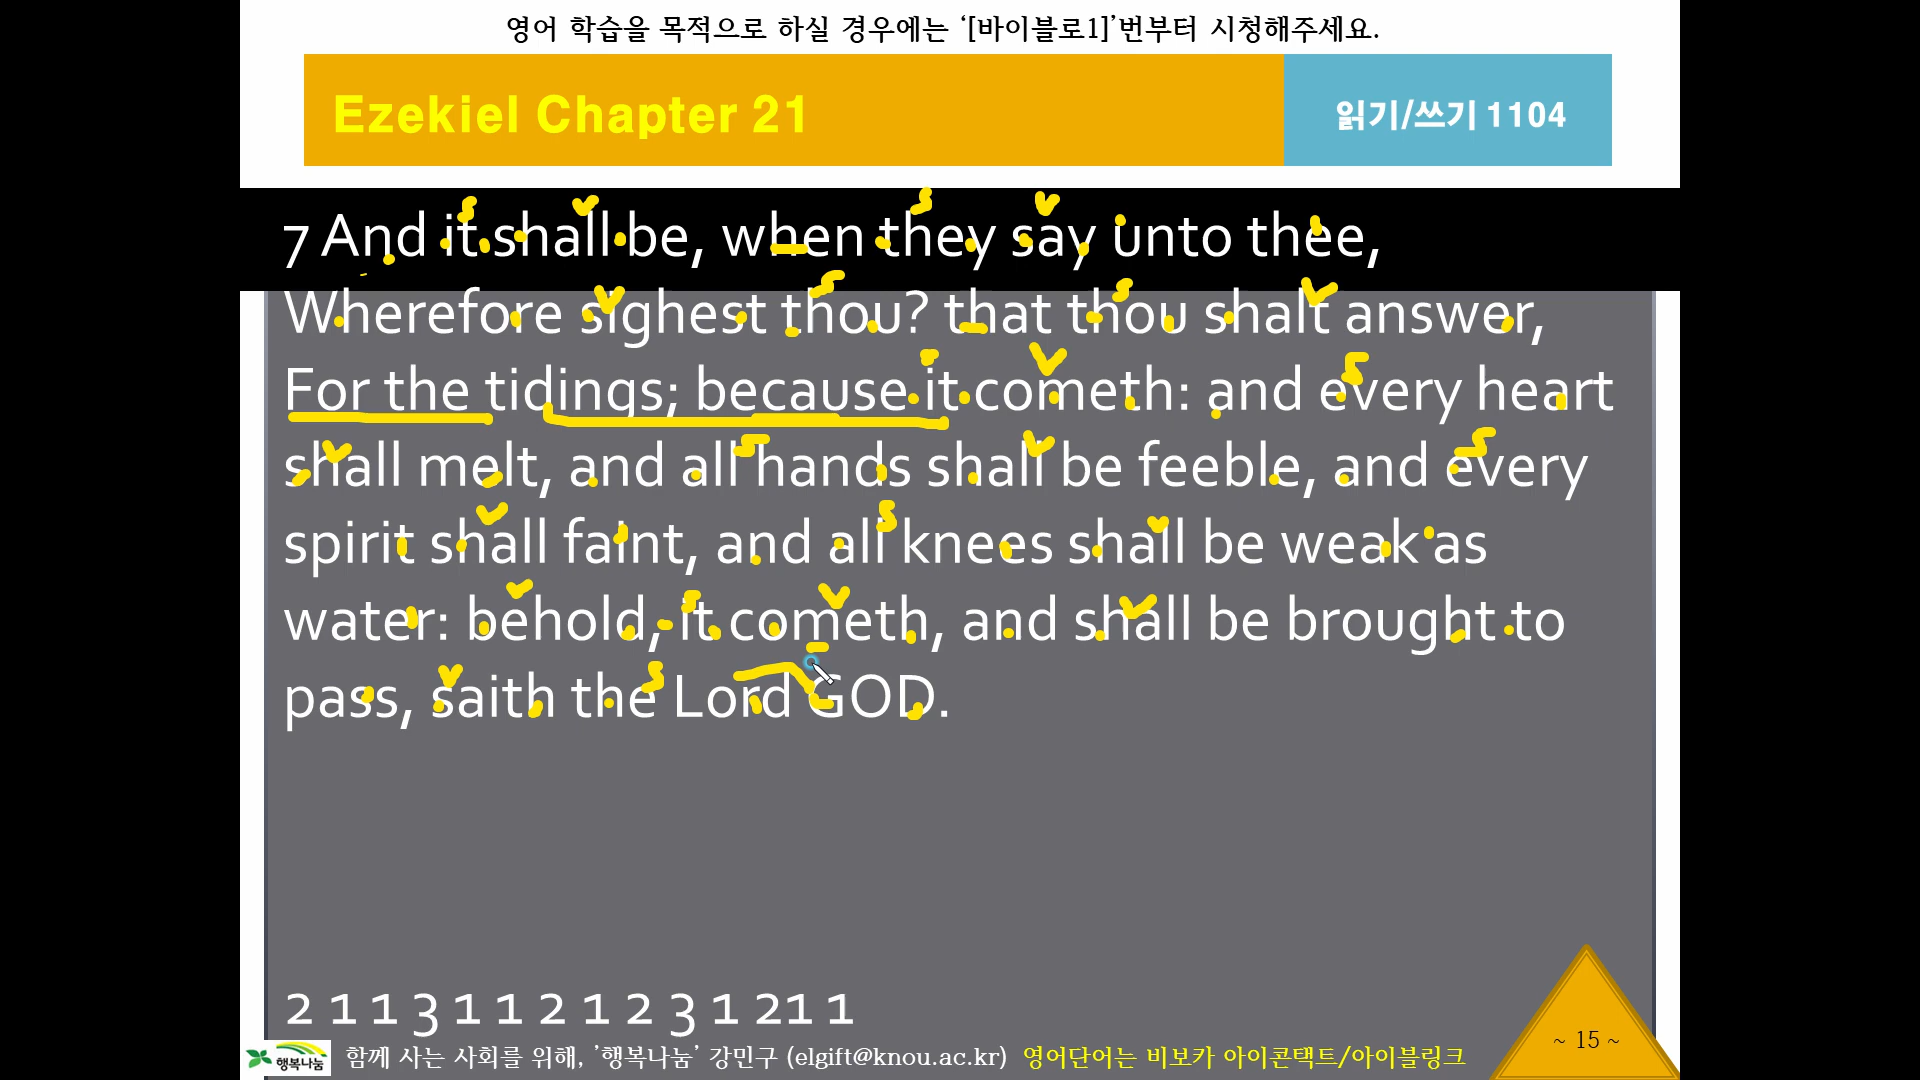 영어 학습을 목적으로 하실 경우에는 ‘[바이블로1]’번부터 시청해주세요.
Ezekiel Chapter 21
읽기/쓰기 1104
7 And it shall be, when they say unto thee,
Wherefore sighest thou? that thou shalt answer,
For the tidings; because it cometh: and every heart
shall melt, and all hands shall be feeble, and every
spirit shall faint, and all knees shall be weak as
water: behold, it cometh, and shall be brought to
pass, saith the Lord GOD.
2 1 1 3 1 1 2 1 2 3 1 21 1
~ 15 ~
행복나눔
함께 사는 사회를 위해, ’행복나눔’ 강민구 (elgift@knou.ac.kr) 영어단어는 비보카 아이콘택트/아이블링크